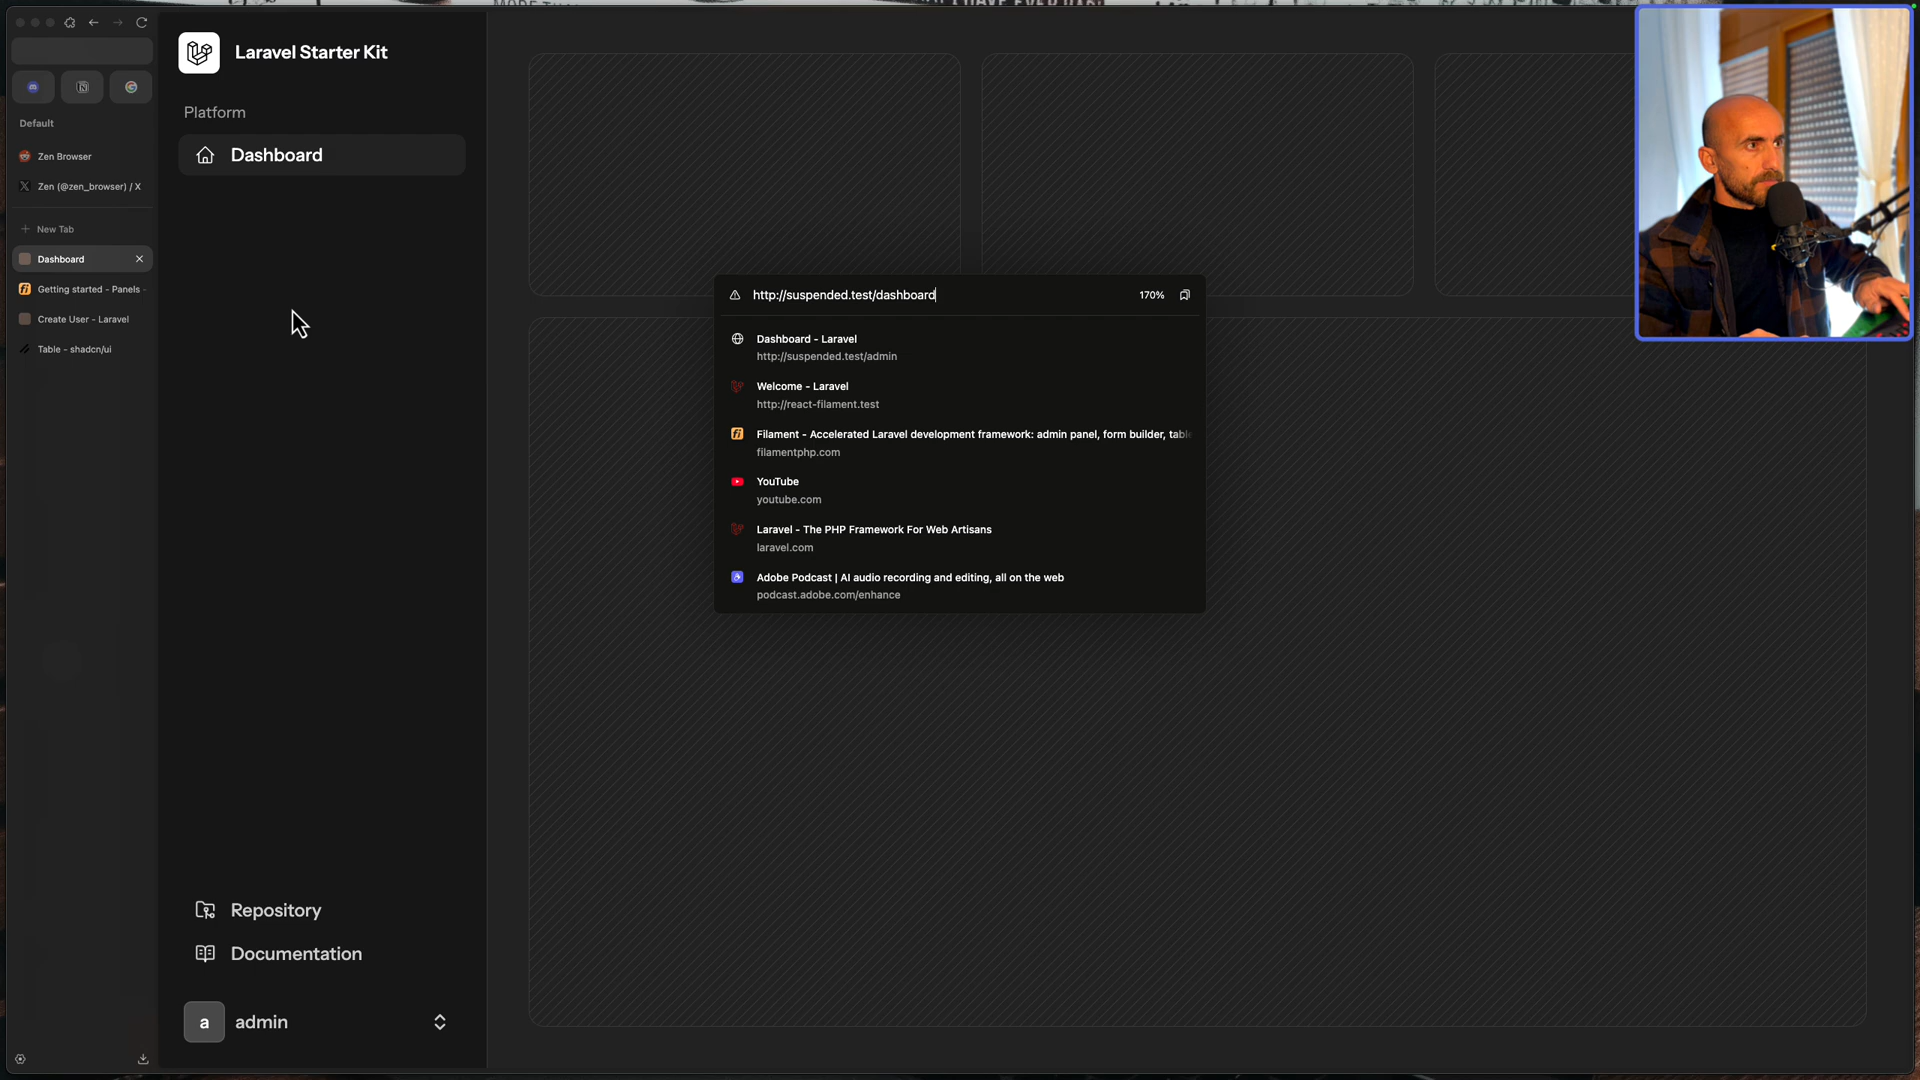 Default
Zen Browser
Zen (@zen_browser) / X
New Tab
Dashboard
Getting started - Panels -
Create User - Laravel
Table - shadcn/ui
Laravel Starter Kit
Platform
Dashboard
http://suspended.test/dashboard
170%
Dashboard - Laravel
http://suspended.test/admin
Welcome - Laravel
http://react-filament.test
Filament - Accelerated Laravel development framework: admin panel, form builder, table
filamentphp.com
YouTube
youtube.com
Laravel - The PHP Framework For Web Artisans
laravel.com
Adobe Podcast | AI audio recording and editing, all on the web
podcast.adobe.com/enhance
Repository
Documentation
a
admin